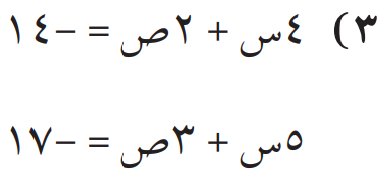 ٣) ٤س + ٢ص = −١٤
٥س + ٣ص = −١٧